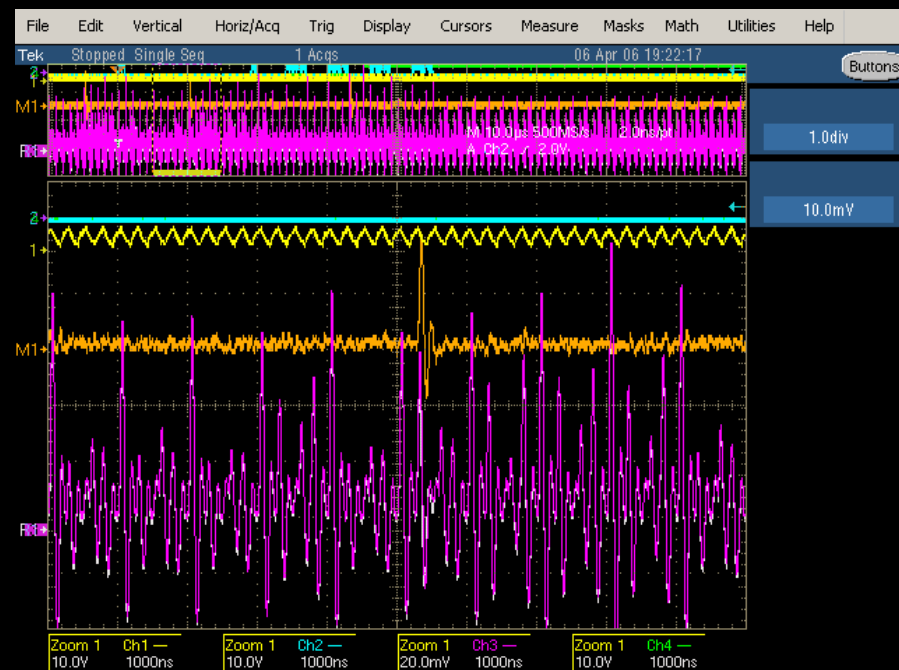 File Edit Vertical Horiz/Acq Trig Display Cursors Measure Masks Math Utilities Help
Tek Stopped Single Seq 1 Acqs 06 Apr 06 19:22:17
Buttons
M1
M 10.0µs 500MS/s 2.0ns/pt
A Ch2 ∫ 2.0V
1.0div
10.0mV
2
1
M1
Zoom 1 Ch1 Zoom 1 Ch2 Zoom 1 Ch3 Zoom 1 Ch4
10.0V 1000ns 10.0V 1000ns 20.0mV 1000ns 10.0V 1000ns